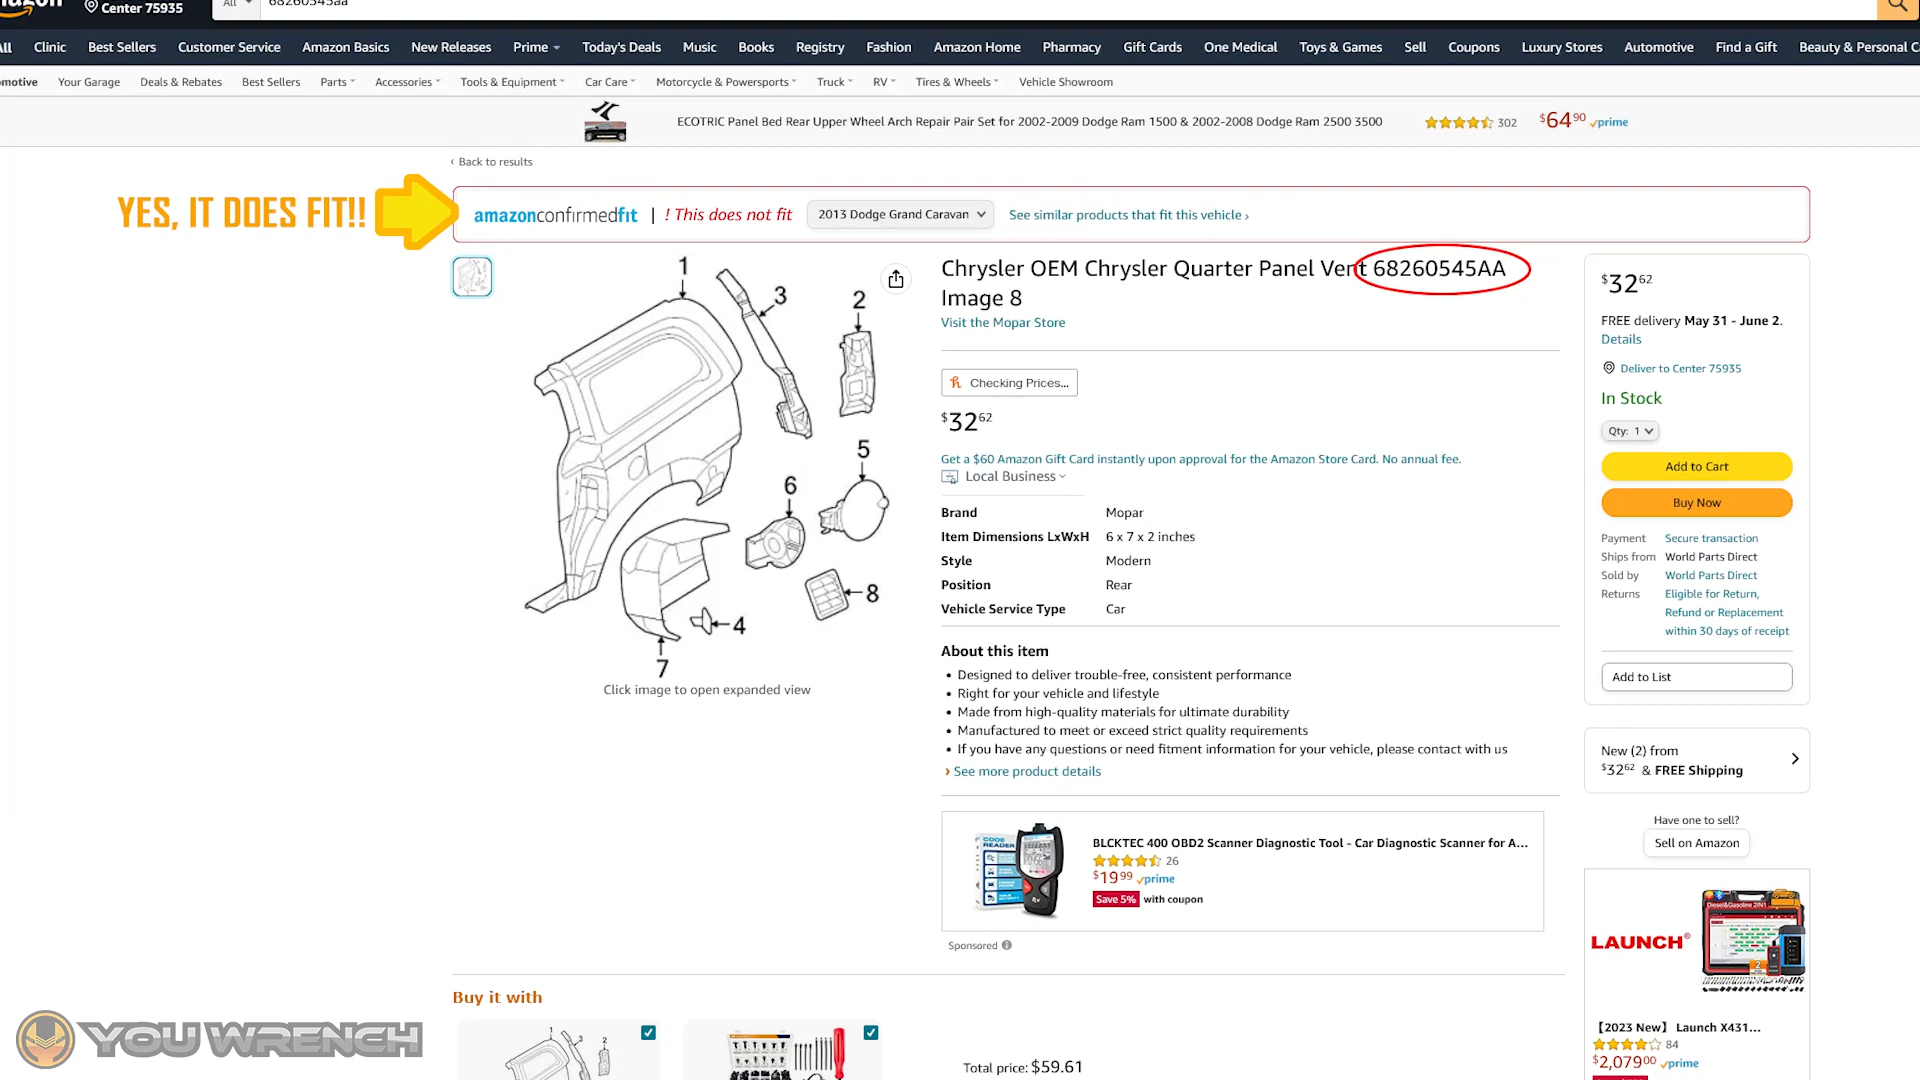 Center 75935
All
68260545aa
All
Clinic
Best Sellers
Customer Service
Amazon Basics
New Releases
Prime
Today's Deals
Music
Books
Registry
Fashion
Amazon Home
Pharmacy
Gift Cards
One Medical
Toys & Games
Sell
Coupons
Luxury Stores
Automotive
Find a Gift
Beauty & Personal
Your Garage
Deals & Rebates
Best Sellers
Parts
Accessories
Tools & Equipment
Car Care
Motorcycle & Powersports
Truck
RV
Tires & Wheels
Vehicle Showroom
ECOTRIC Panel Bed Rear Upper Wheel Arch Repair Pair Set for 2002-2009 Dodge Ram 1500 & 2002-2008 Dodge Ram 2500 3500
302
$64.90 prime
‹ Back to results
YES, IT DOES FIT!!
amazonconfirmedfit | ! This does not fit
2013 Dodge Grand Caravan
See similar products that fit this vehicle ›
1
3
2
5
6
8
4
7
Click image to open expanded view
Chrysler OEM Chrysler Quarter Panel Vent 68260545AA
Image 8
Visit the Mopar Store
Checking Prices...
$32 62
Get a $60 Amazon Gift Card instantly upon approval for the Amazon Store Card. No annual fee.
Local Business
Brand Mopar
Item Dimensions LxWxH 6 x 7 x 2 inches
Style Modern
Position Rear
Vehicle Service Type Car
About this item
• Designed to deliver trouble-free, consistent performance
• Right for your vehicle and lifestyle
• Made from high-quality materials for ultimate durability
• Manufactured to meet or exceed strict quality requirements
• If you have any questions or need fitment information for your vehicle, please contact with us
› See more product details
CODE READER
BLCKTEC 400 OBD2 Scanner Diagnostic Tool - Car Diagnostic Scanner for A...
26
$19 99 prime
Save 5% with coupon
Sponsored
$32 62
FREE delivery May 31 - June 2.
Details
Deliver to Center 75935
In Stock
Qty: 1
Add to Cart
Buy Now
Payment Secure transaction
Ships from World Parts Direct
Sold by World Parts Direct
Returns Eligible for Return,
Refund or Replacement
within 30 days of receipt
Add to List
New (2) from
$32 62 & FREE Shipping
Have one to sell?
Sell on Amazon
Diesel&Gasoline 2IN1
LAUNCH®
【2023 New】 Launch X431...
84
$2,079 00 prime
Buy it with
1
3
2
Total price: $59.61
YOU WRENCH